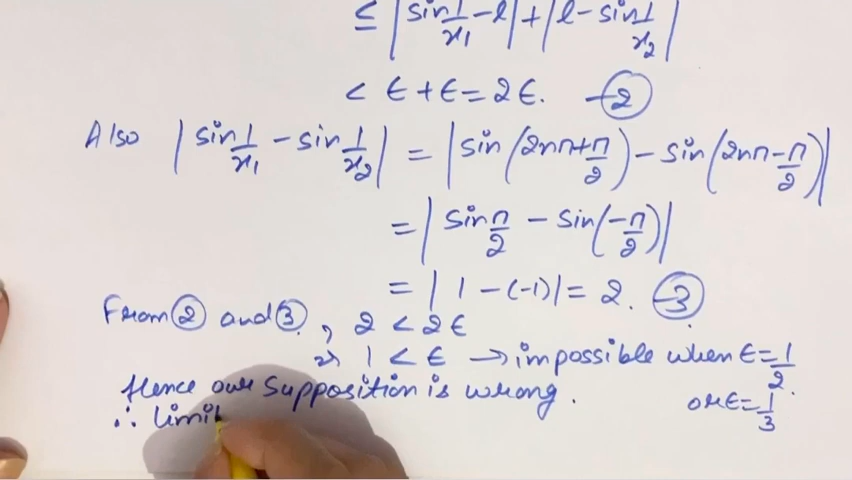 ≤ |sin 1/x₁ - l| + |l - sin 1/x₂|
< ϵ + ϵ = 2ϵ. -②
Also |sin 1/x₁ - sin 1/x₂| = |sin(2nπ+π/2) - sin(2nπ-π/2)|
= |sin π/2 - sin(-π/2)|
= |1-(-1)| = 2. -③
From ② and ③, 2 < 2ϵ
⇒ 1 < ϵ → impossible when ϵ=1/2.
or ϵ=1/3
Hence our supposition is wrong.
∴ limit